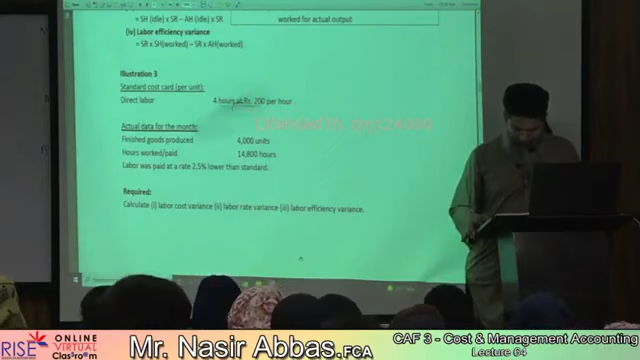 = SH (idle) x SR – AH (idle) x SR
worked for actual output
(iv) Labor efficiency variance
= SR x SH(worked) – SR x AH(worked)
Illustration 3
Standard cost card (per unit):
Direct labor 4 hours at Rs. 200 per hour
Actual data for the month:
Finished goods produced 4,000 units
Hours worked/paid 14,800 hours
Labor was paid at a rate 2.5% lower than standard.
Required:
Calculate (i) labor cost variance (ii) labor rate variance (iii) labor efficiency variance.
RISE
ONLINE
VIRTUAL
Classroom
Mr. Nasir Abbas.FCA
CAF 3 - Cost & Management Accounting
Lecture 64